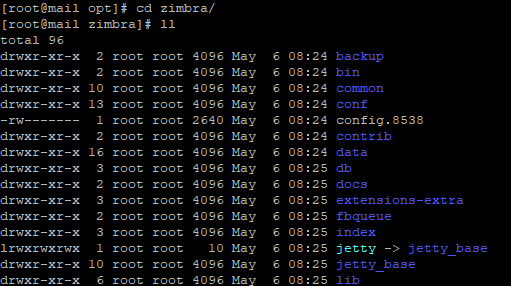 [root@mail opt]# cd zimbra/
[root@mail zimbra]# ll
total 96
drwxr-xr-x  2 root root 4096 May  6 08:24 backup
drwxr-xr-x  2 root root 4096 May  6 08:24 bin
drwxr-xr-x 10 root root 4096 May  6 08:24 common
drwxr-xr-x 13 root root 4096 May  6 08:24 conf
-rw-------  1 root root 2640 May  6 08:24 config.8538
drwxr-xr-x  2 root root 4096 May  6 08:24 contrib
drwxr-xr-x 16 root root 4096 May  6 08:24 data
drwxr-xr-x  3 root root 4096 May  6 08:25 db
drwxr-xr-x  2 root root 4096 May  6 08:25 docs
drwxr-xr-x  3 root root 4096 May  6 08:25 extensions-extra
drwxr-xr-x  2 root root 4096 May  6 08:25 fbqueue
drwxr-xr-x  3 root root 4096 May  6 08:25 index
lrwxrwxrwx  1 root root   10 May  6 08:25 jetty -> jetty_base
drwxr-xr-x 10 root root 4096 May  6 08:25 jetty_base
drwxr-xr-x  6 root root 4096 May  6 08:25 lib